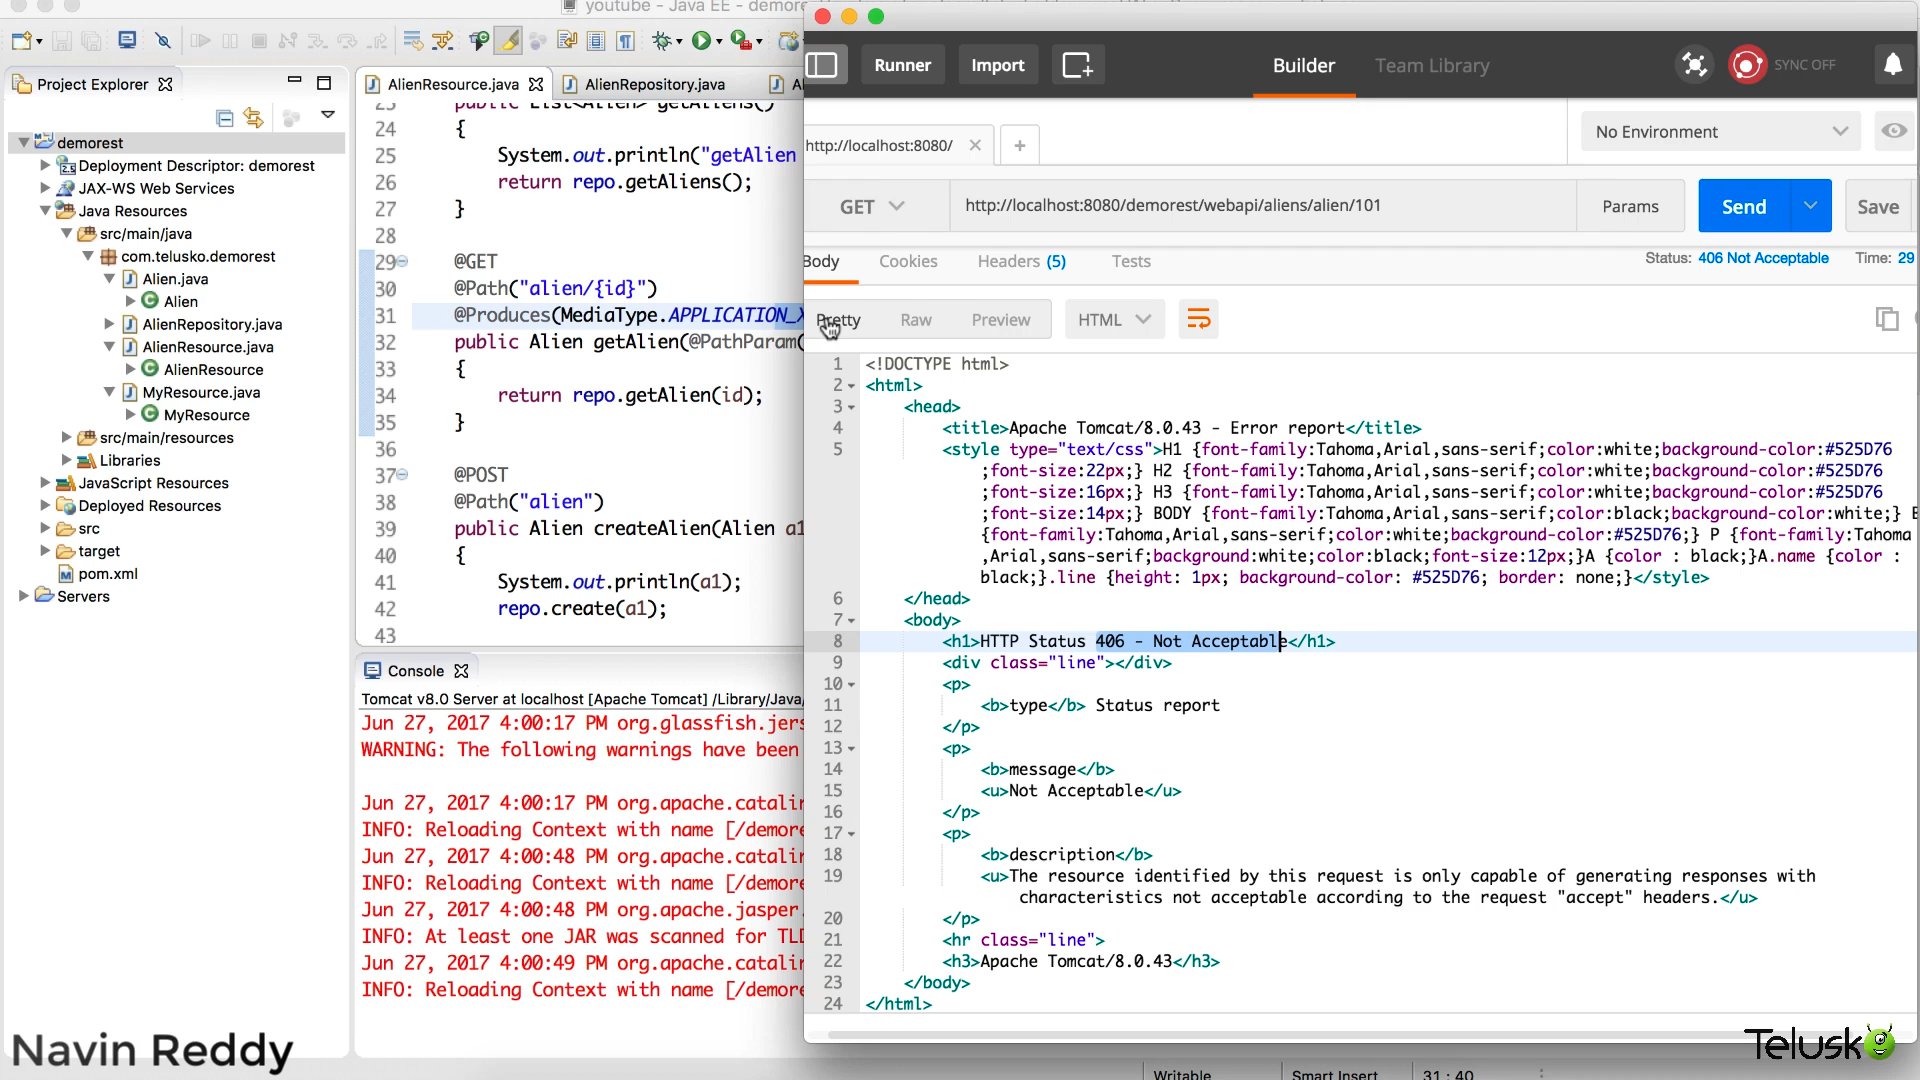 youtube - Java EE - demore
Project Explorer
demorest
Deployment Descriptor: demorest
JAX-WS Web Services
Java Resources
src/main/java
com.telusko.demorest
Alien.java
Alien
AlienRepository.java
AlienResource.java
AlienResource
MyResource.java
MyResource
src/main/resources
Libraries
JavaScript Resources
Deployed Resources
src
target
pom.xml
Servers
AlienResource.java
AlienRepository.java
24 {
25 System.out.println("getAlien
26 return repo.getAliens();
27 }
28
29 @GET
30 @Path("alien/{id}")
31 @Produces(MediaType.APPLICATION_X
32 public Alien getAlien(@PathParam(
33 {
34 return repo.getAlien(id);
35 }
36
37 @POST
38 @Path("alien")
39 public Alien createAlien(Alien a1
40 {
41 System.out.println(a1);
42 repo.create(a1);
43
Console
Tomcat v8.0 Server at localhost [Apache Tomcat] /Library/Java/
Jun 27, 2017 4:00:17 PM org.glassfish.jers
WARNING: The following warnings have been
Jun 27, 2017 4:00:17 PM org.apache.catalin
INFO: Reloading Context with name [/demore
Jun 27, 2017 4:00:48 PM org.apache.catalin
INFO: Reloading Context with name [/demore
Jun 27, 2017 4:00:48 PM org.apache.jasper.
INFO: At least one JAR was scanned for TLD
Jun 27, 2017 4:00:49 PM org.apache.catalin
INFO: Reloading Context with name [/demore
Runner Import Builder Team Library SYNC OFF
http://localhost:8080/ No Environment
GET http://localhost:8080/demorest/webapi/aliens/alien/101 Params Send Save
Body Cookies Headers (5) Tests Status: 406 Not Acceptable Time: 29
Pretty Raw Preview HTML
1 <!DOCTYPE html>
2 <html>
3 <head>
4 <title>Apache Tomcat/8.0.43 - Error report</title>
5 <style type="text/css">H1 {font-family:Tahoma,Arial,sans-serif;color:white;background-color:#525D76
;font-size:22px;} H2 {font-family:Tahoma,Arial,sans-serif;color:white;background-color:#525D76
;font-size:16px;} H3 {font-family:Tahoma,Arial,sans-serif;color:white;background-color:#525D76
;font-size:14px;} BODY {font-family:Tahoma,Arial,sans-serif;color:black;background-color:white;}
{font-family:Tahoma,Arial,sans-serif;color:white;background-color:#525D76;} P {font-family:Tahoma
,Arial,sans-serif;background:white;color:black;font-size:12px;}A {color : black;}A.name {color :
black;}.line {height: 1px; background-color: #525D76; border: none;}</style>
6 </head>
7 <body>
8 <h1>HTTP Status 406 - Not Acceptable</h1>
9 <div class="line"></div>
10 <p>
11 <b>type</b> Status report
12 </p>
13 <p>
14 <b>message</b>
15 <u>Not Acceptable</u>
16 </p>
17 <p>
18 <b>description</b>
19 <u>The resource identified by this request is only capable of generating responses with
characteristics not acceptable according to the request "accept" headers.</u>
20 </p>
21 <hr class="line">
22 <h3>Apache Tomcat/8.0.43</h3>
23 </body>
24 </html>
Navin Reddy
Telusk
Writable Smart Insert 31 : 40